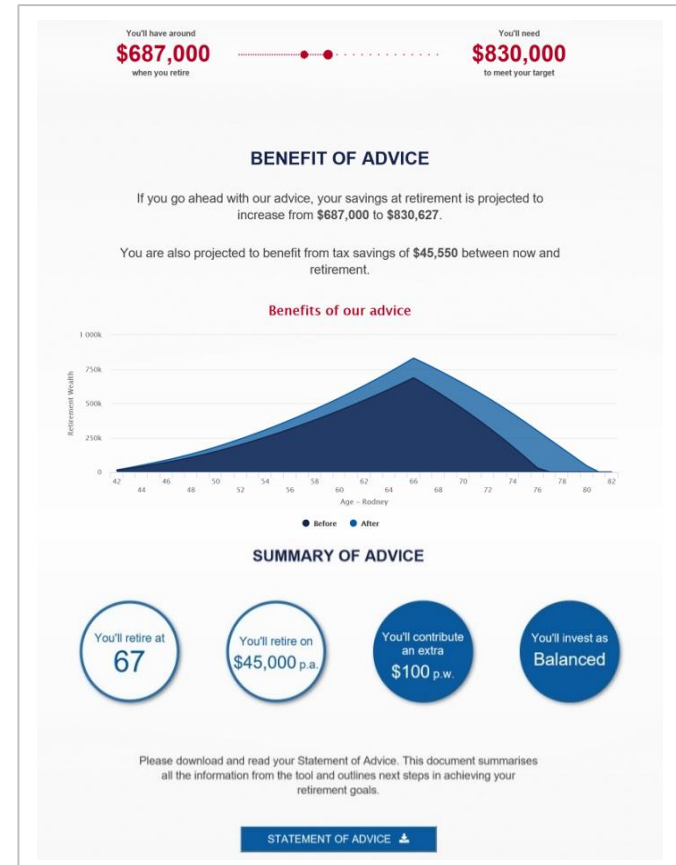 You'll have around
$687,000
when you retire
You'll need
$830,000
to meet your target
BENEFIT OF ADVICE
If you go ahead with our advice, your savings at retirement is projected to
increase from $687,000 to $830,627.
You are also projected to benefit from tax savings of $45,550 between now and
retirement.
Benefits of our advice
1 000k
750k
500k
250k
0
Retirement Wealth
42 44 46 48 50 52 54 56 58 60 62 64 66 68 70 72 74 76 78 80 82
Age – Rodney
Before After
SUMMARY OF ADVICE
You'll retire at
67
You'll retire on
$45,000 p.a.
You'll contribute
an extra
$100 p.w.
You'll invest as
Balanced
Please download and read your Statement of Advice. This document summarises
all the information from the tool and outlines next steps in achieving your
retirement goals.
STATEMENT OF ADVICE